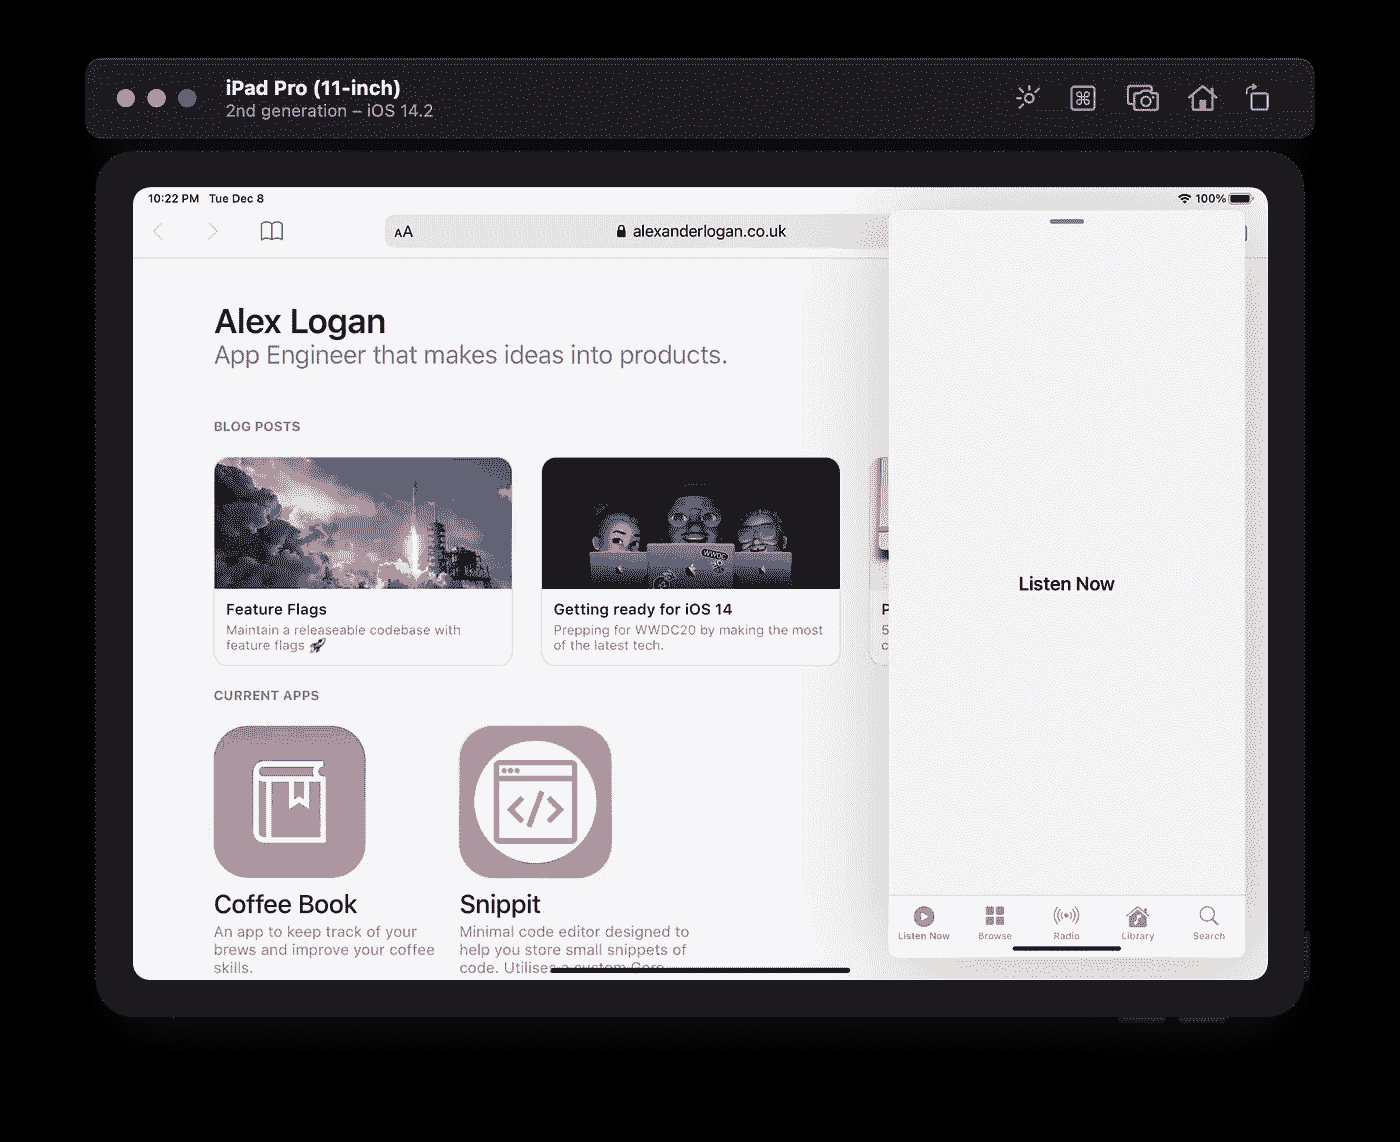 iPad Pro (11-inch)
2nd generation – iOS 14.2
10:22 PM Tue Dec 8
100%
AA
alexanderlogan.co.uk
Alex Logan
App Engineer that makes ideas into products.
BLOG POSTS
WWDC
Feature Flags
Maintain a releaseable codebase with
feature flags 🚀
Getting ready for iOS 14
Prepping for WWDC20 by making the most
of the latest tech.
P
5
c
CURRENT APPS
Coffee Book
An app to keep track of your
brews and improve your coffee
skills.
Snippit
Minimal code editor designed to
help you store small snippets of
code. Utilises a custom Core
Listen Now
Listen Now
Browse
Radio
Library
Search